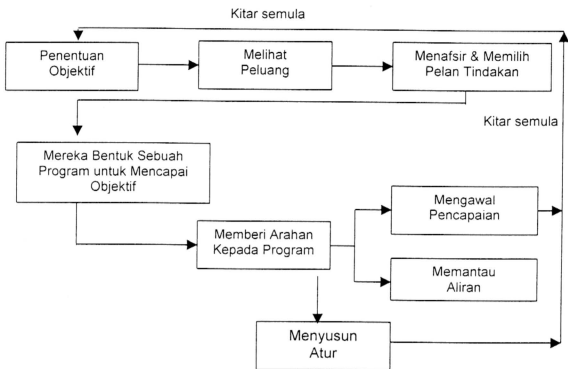 Kitar semula
Penentuan
Objektif
Melihat
Peluang
Menafsir & Memilih
Pelan Tindakan
Kitar semula
Mereka Bentuk Sebuah
Program untuk Mencapai
Objektif
Mengawal
Pencapaian
Memberi Arahan
Kepada Program
Memantau
Aliran
Menyusun
Atur